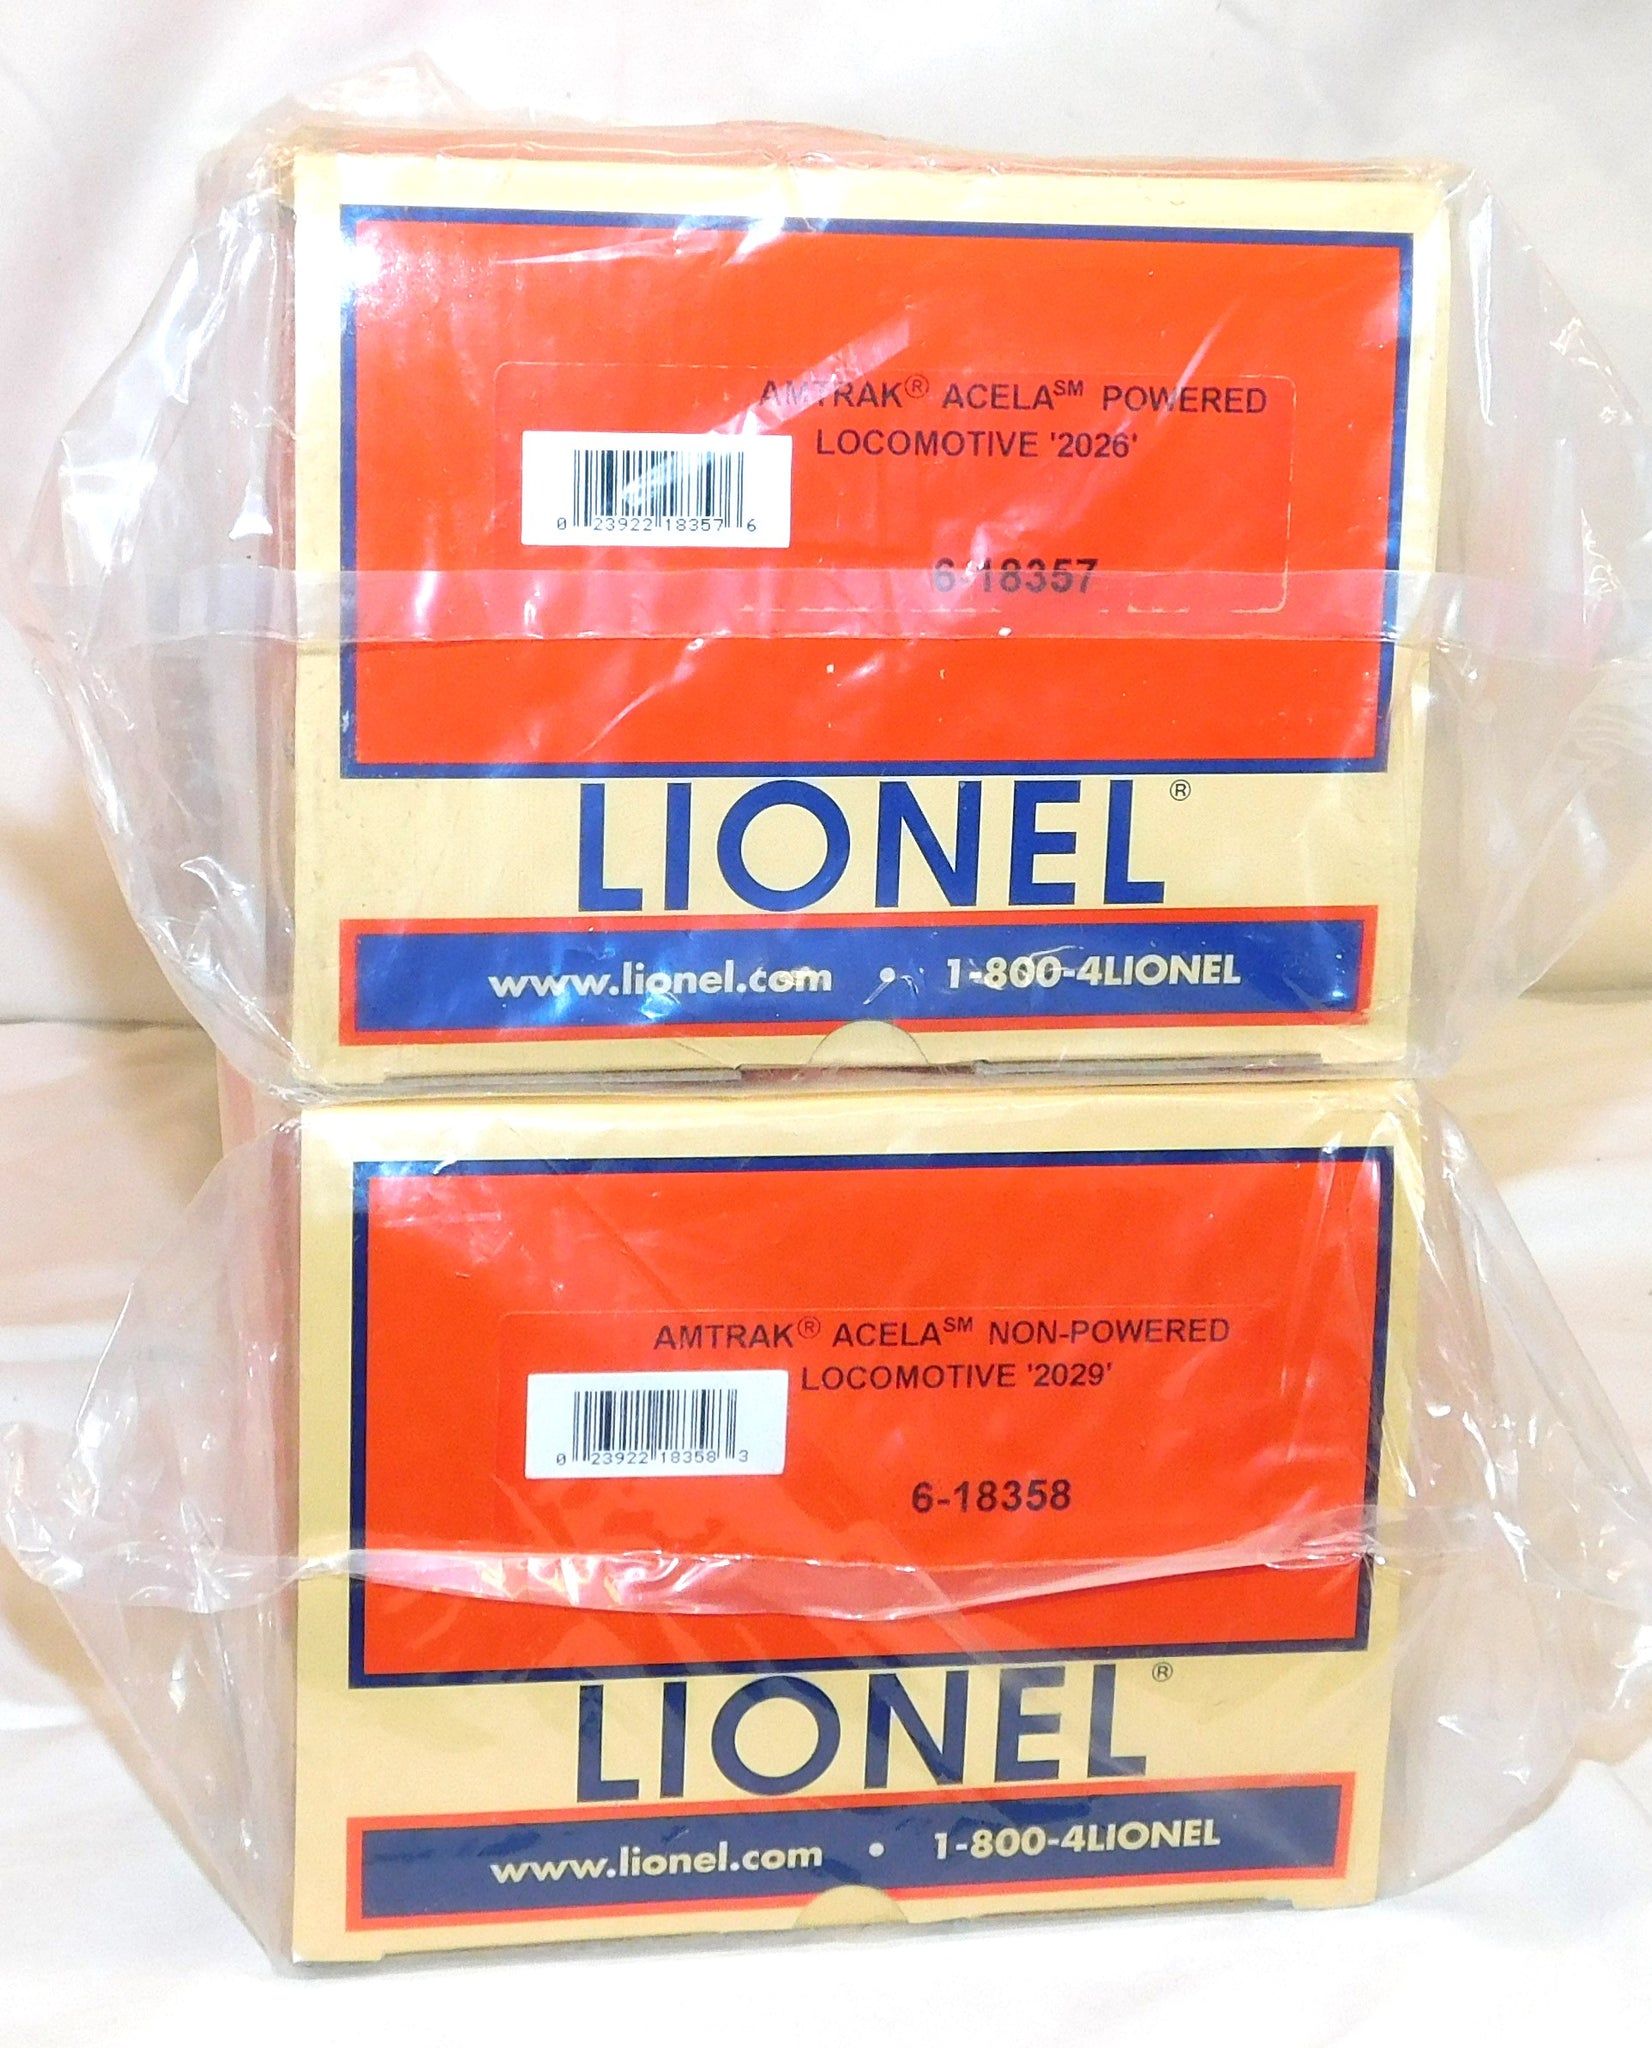 AMTRAK® ACELA℠ POWERED
LOCOMOTIVE '2026'
0 23922 18357 6
6-18357
LIONEL®
www.lionel.com • 1-800-4LIONEL
AMTRAK® ACELA℠ NON-POWERED
LOCOMOTIVE '2029'
0 23922 18358 3
6-18358
LIONEL®
www.lionel.com • 1-800-4LIONEL